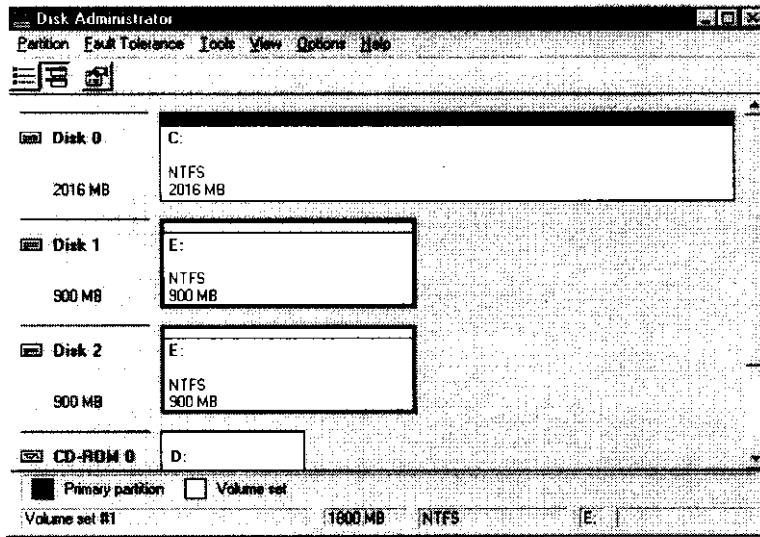 Disk Administrator
Partition Fault Tolerance Tools View Options Help
Disk 0
2016 MB
C:
NTFS
2016 MB
Disk 1
900 MB
E:
NTFS
900 MB
Disk 2
900 MB
E:
NTFS
900 MB
CD-ROM 0
D:
Primary partition Volume set
Volume set #1 1800 MB NTFS E: